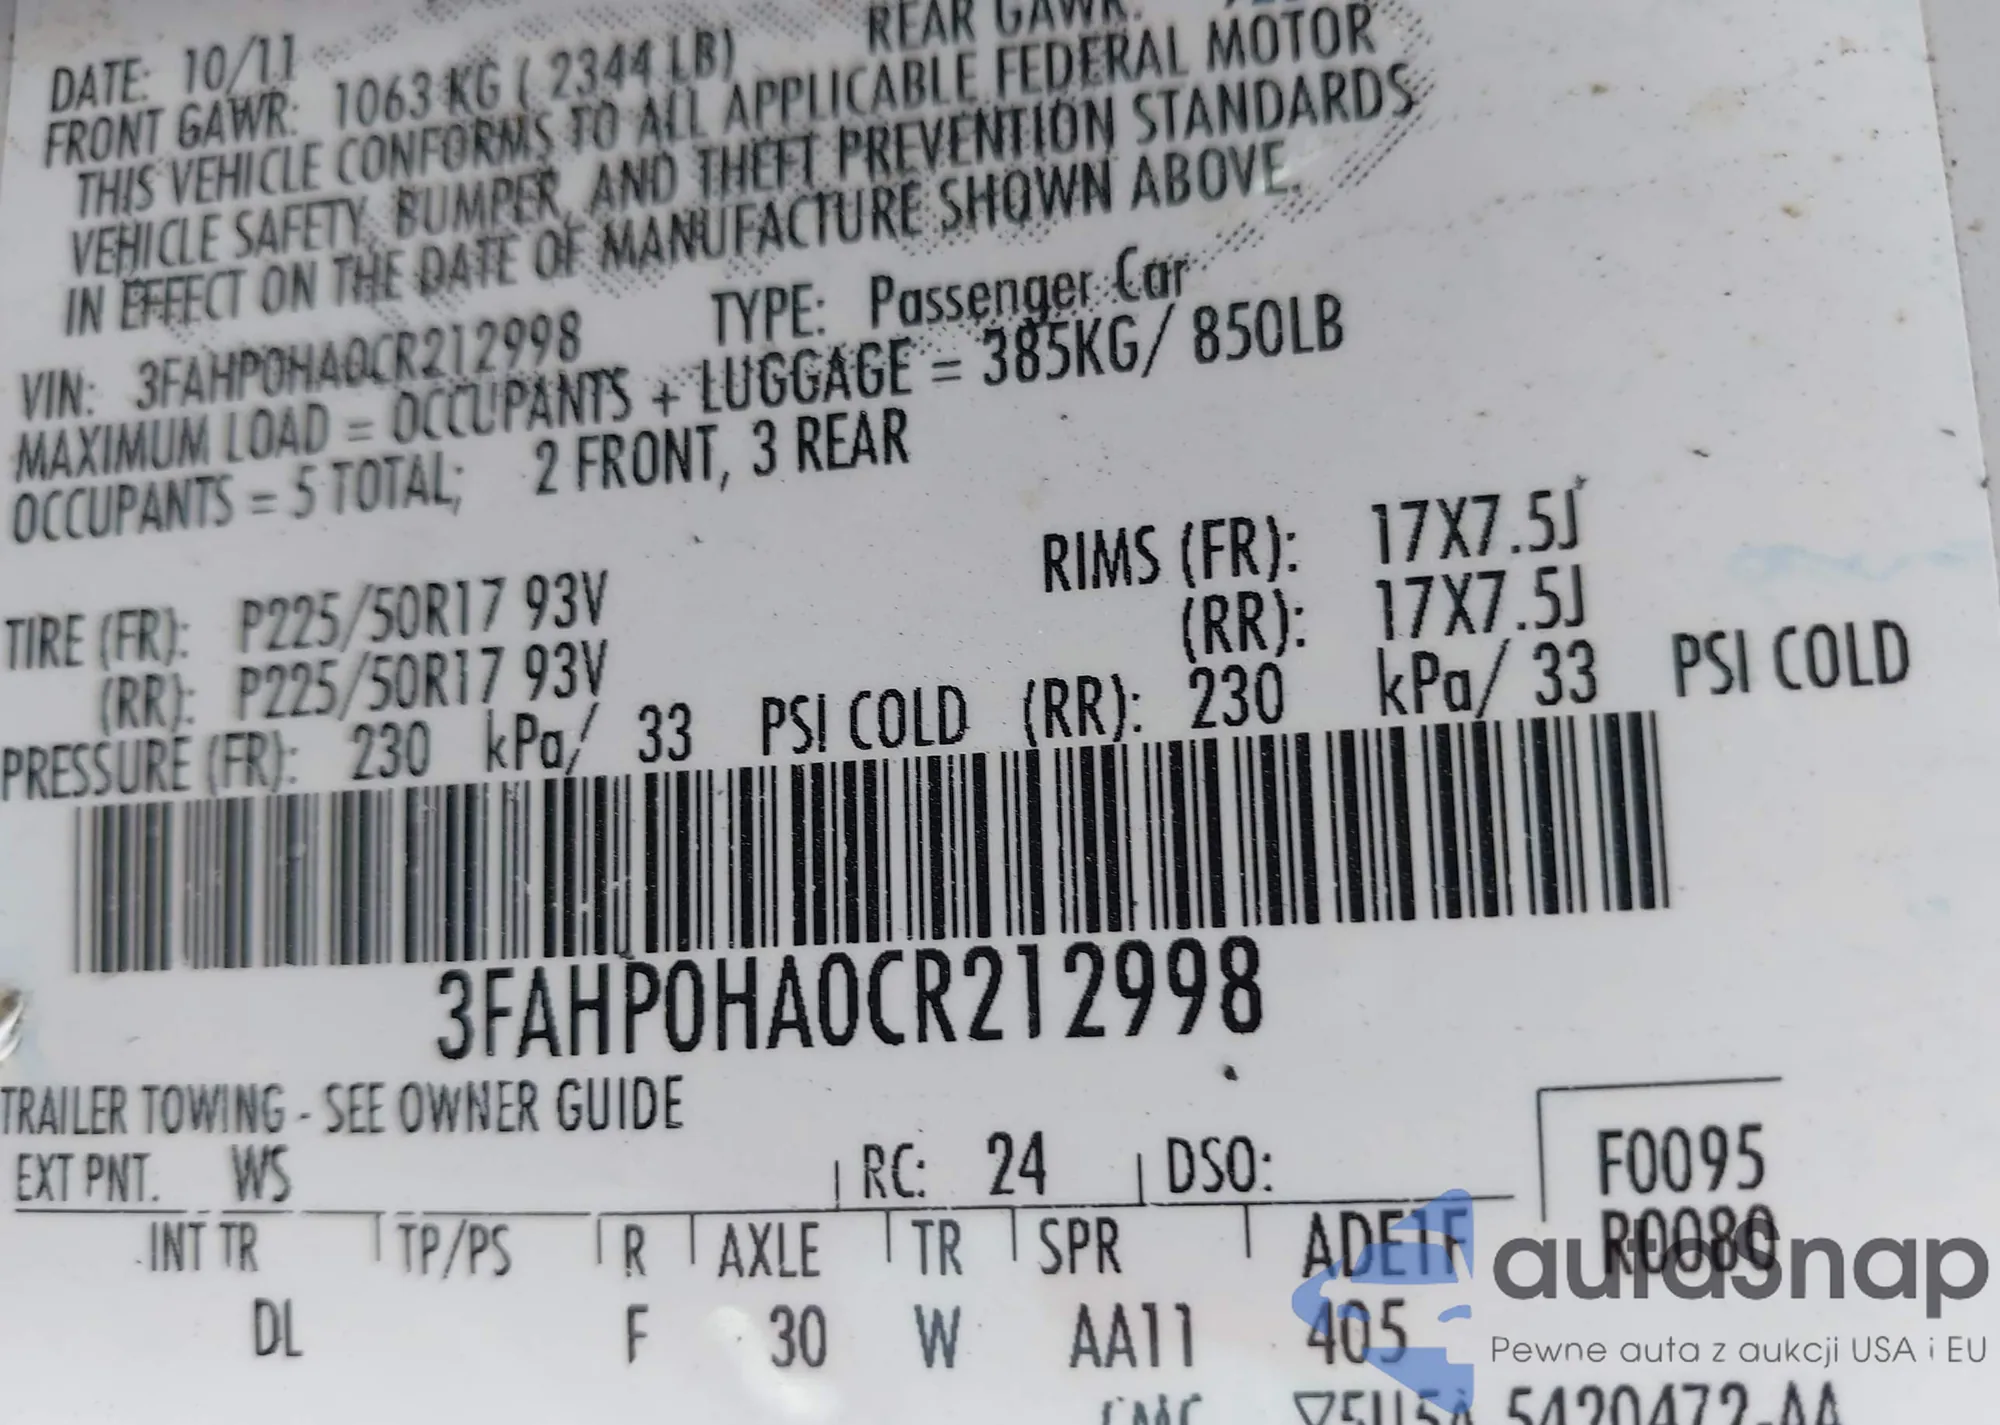 DATE: 10/11 REAR GAWR:
FRONT GAWR: 1063 KG ( 2344 LB)
THIS VEHICLE CONFORMS TO ALL APPLICABLE FEDERAL MOTOR
VEHICLE SAFETY, BUMPER, AND THEFT PREVENTION STANDARDS
IN EFFECT ON THE DATE OF MANUFACTURE SHOWN ABOVE.
VIN: 3FAHP0HA0CR212998 TYPE: Passenger Car
MAXIMUM LOAD = OCCUPANTS + LUGGAGE = 385KG/ 850LB
OCCUPANTS = 5 TOTAL; 2 FRONT, 3 REAR
TIRE (FR): P225/50R17 93V RIMS (FR): 17X7.5J
(RR): P225/50R17 93V (RR): 17X7.5J
PRESSURE (FR): 230 kPa/ 33 PSI COLD (RR): 230 kPa/ 33 PSI COLD
3FAHP0HA0CR212998
TRAILER TOWING - SEE OWNER GUIDE
EXT PNT. WS RC: 24 DSO: F0095
INT TR TP/PS R AXLE TR SPR ADE1F R0080
DL F 30 W AA11 405
5420472-AA
autosnap
Pewne auta z aukcji USA i EU